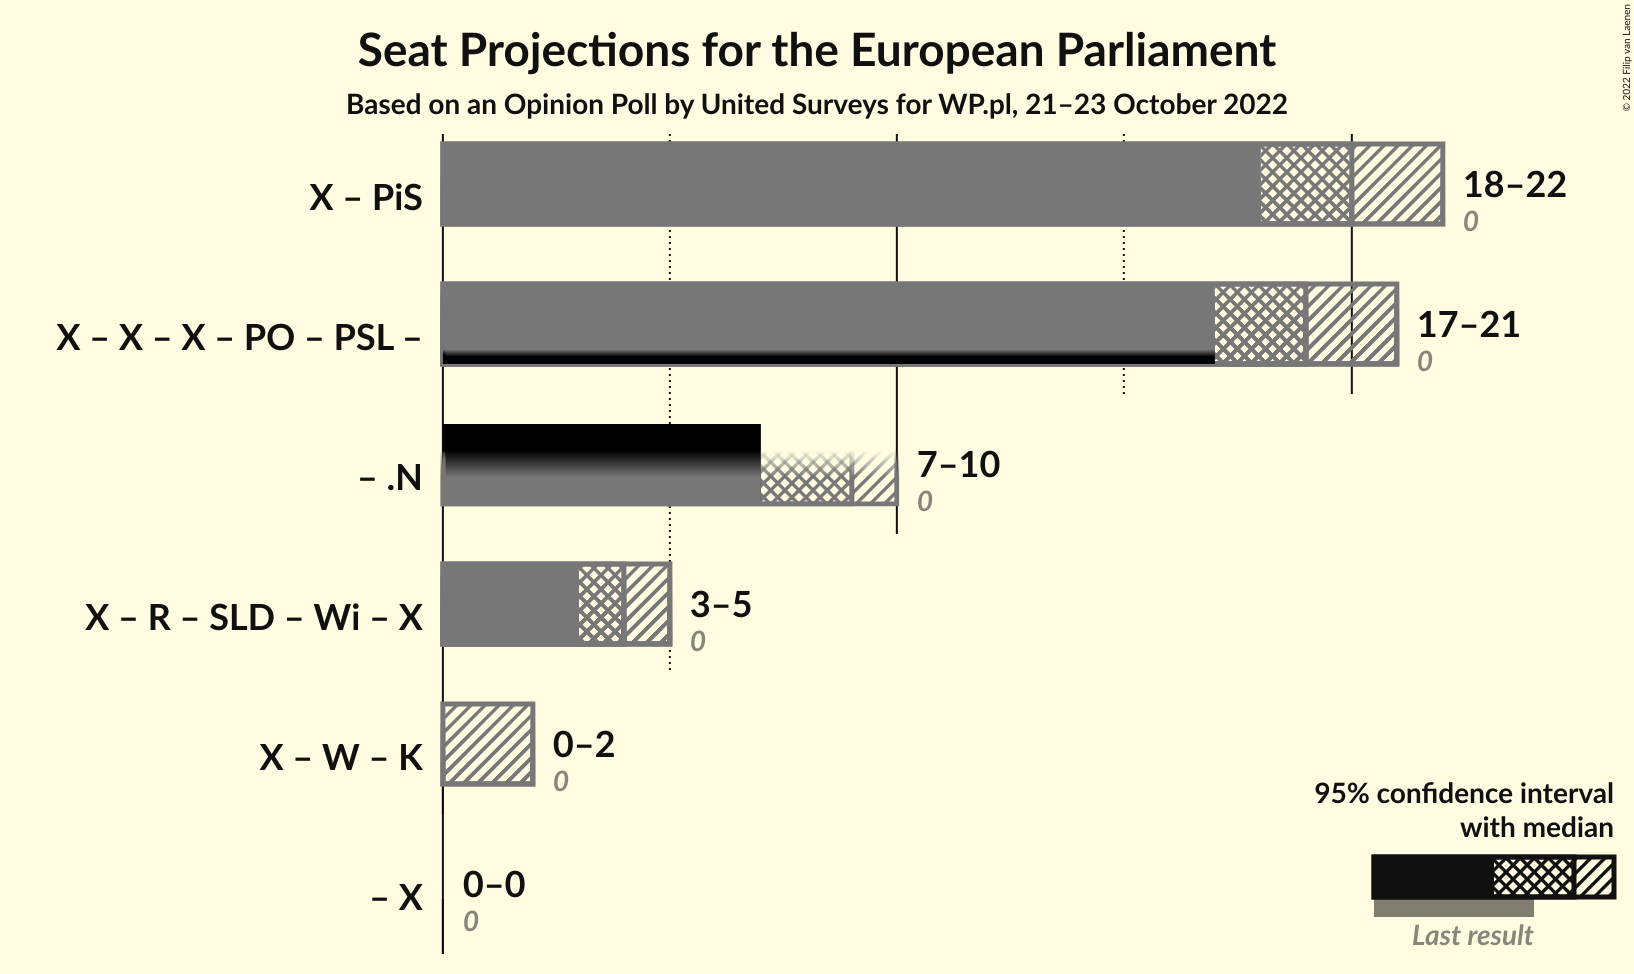 Seat Projections for the European Parliament
Based on an Opinion Poll by United Surveys for WP.pl, 21–23 October 2022
© 2022 Filip van Laenen
X – PiS
18–22
0
X – X – X – PO – PSL –
17–21
0
– .N
7–10
0
X – R – SLD – Wi – X
3–5
0
X – W – K
0–2
0
– X
0–0
0
95% confidence interval
with median
Last result